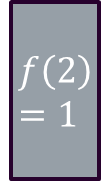 f(2)
= 1